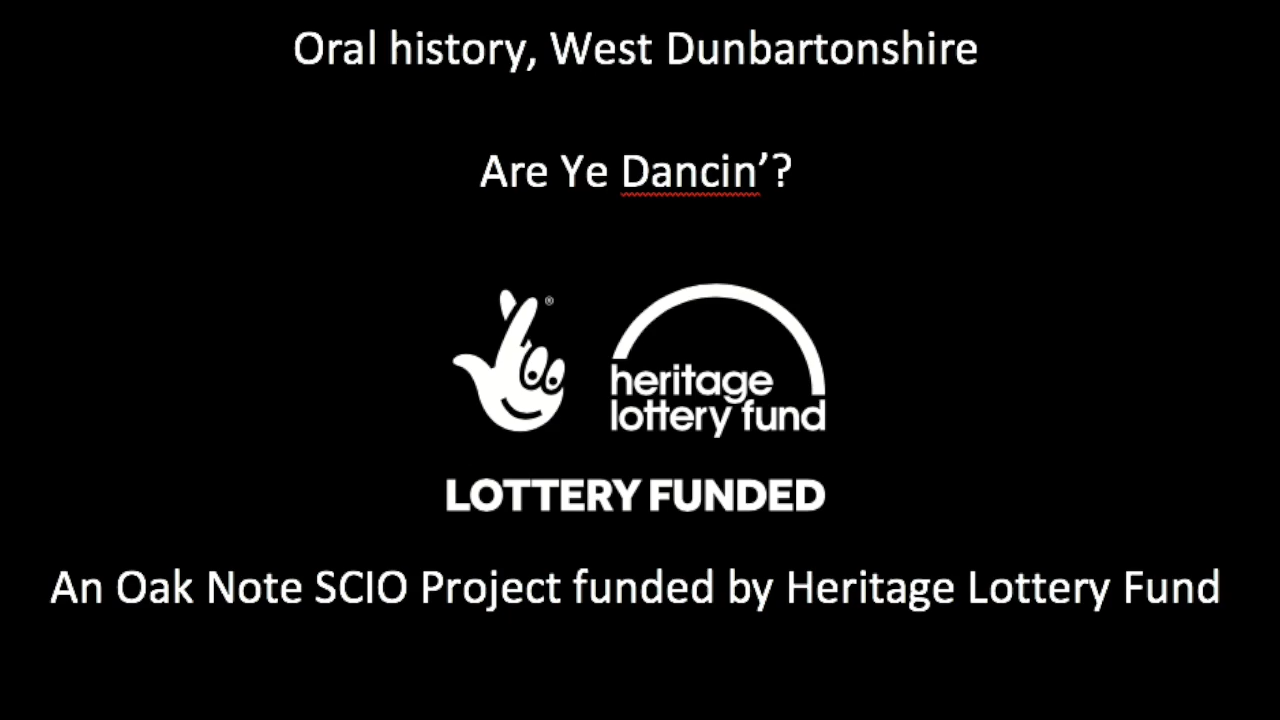 Oral history, West Dunbartonshire
Are Ye Dancin’?
®
heritage
lottery fund
LOTTERY FUNDED
An Oak Note SCIO Project funded by Heritage Lottery Fund